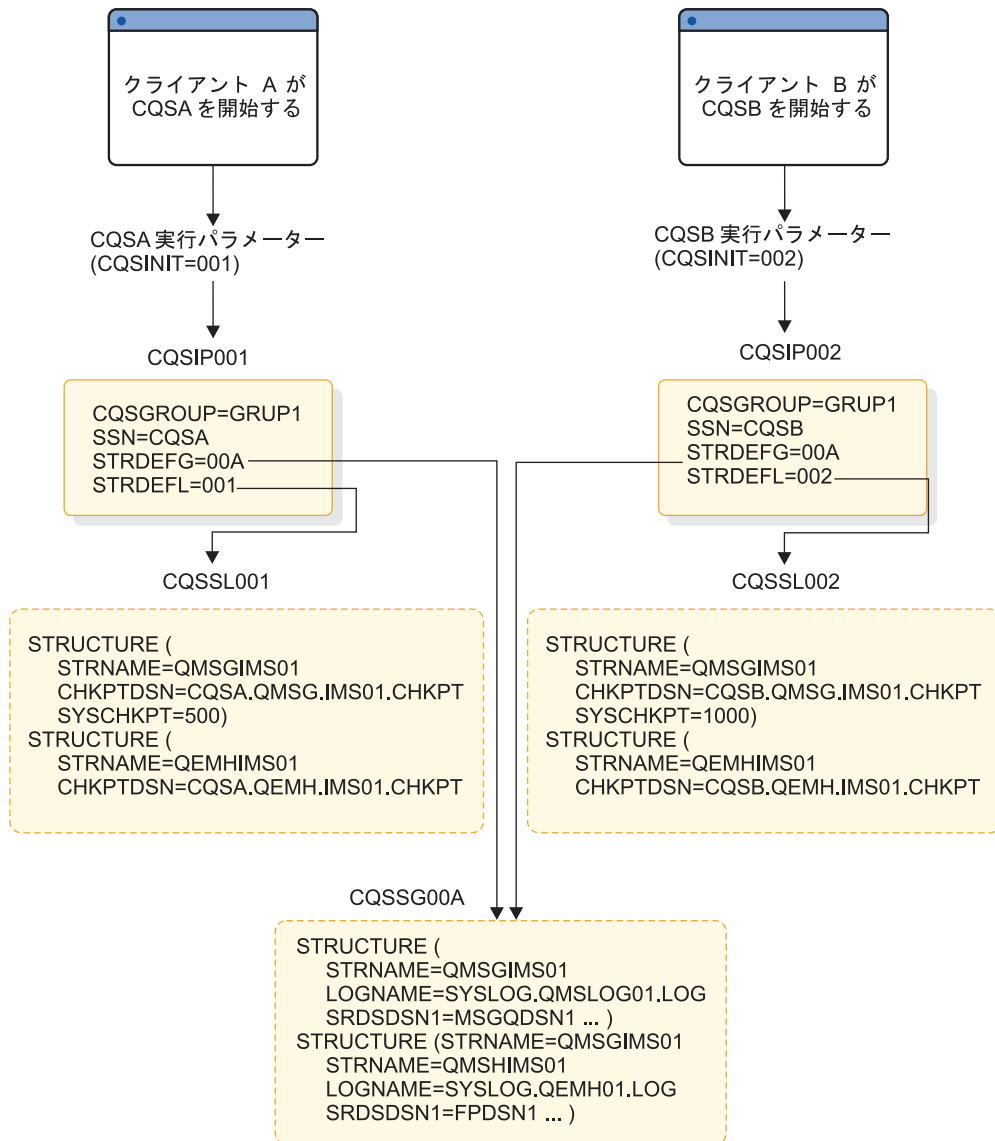 クライアント A が
CQSA を開始する
CQSA 実行パラメーター
(CQSINIT=001)
CQSIP001
CQSGROUP=GRUP1
SSN=CQSA
STRDEFG=00A
STRDEFL=001
CQSSL001
STRUCTURE (
STRNAME=QMSGIMS01
CHKPTDSN=CQSA.QMSG.IMS01.CHKPT
SYSCHKPT=500)
STRUCTURE (
STRNAME=QEMHIMS01
CHKPTDSN=CQSA.QEMH.IMS01.CHKPT
クライアント B が
CQSB を開始する
CQSB 実行パラメーター
(CQSINIT=002)
CQSIP002
CQSGROUP=GRUP1
SSN=CQSB
STRDEFG=00A
STRDEFL=002
CQSSL002
STRUCTURE (
STRNAME=QMSGIMS01
CHKPTDSN=CQSB.QMSG.IMS01.CHKPT
SYSCHKPT=1000)
STRUCTURE (
STRNAME=QEMHIMS01
CHKPTDSN=CQSB.QEMH.IMS01.CHKPT
CQSSG00A
STRUCTURE (
STRNAME=QMSGIMS01
LOGNAME=SYSLOG.QMSLOG01.LOG
SRDSDSN1=MSGQDSN1 ... )
STRUCTURE (STRNAME=QMSGIMS01
STRNAME=QMSHIMS01
LOGNAME=SYSLOG.QEMH01.LOG
SRDSDSN1=FPDSN1 ... )